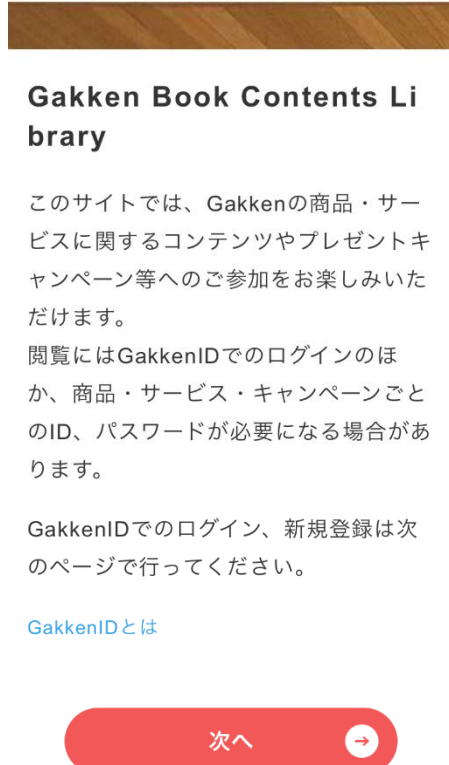 Gakken Book Contents Li
brary
このサイトでは、Gakkenの商品・サー
ビスに関するコンテンツやプレゼントキ
ャンペーン等へのご参加をお楽しみいた
だけます。
閲覧にはGakkenIDでのログインのほ
か、商品・サービス・キャンペーンごと
のID、パスワードが必要になる場合があ
ります。
GakkenIDでのログイン、新規登録は次
のページで行ってください。
GakkenIDとは
次へ